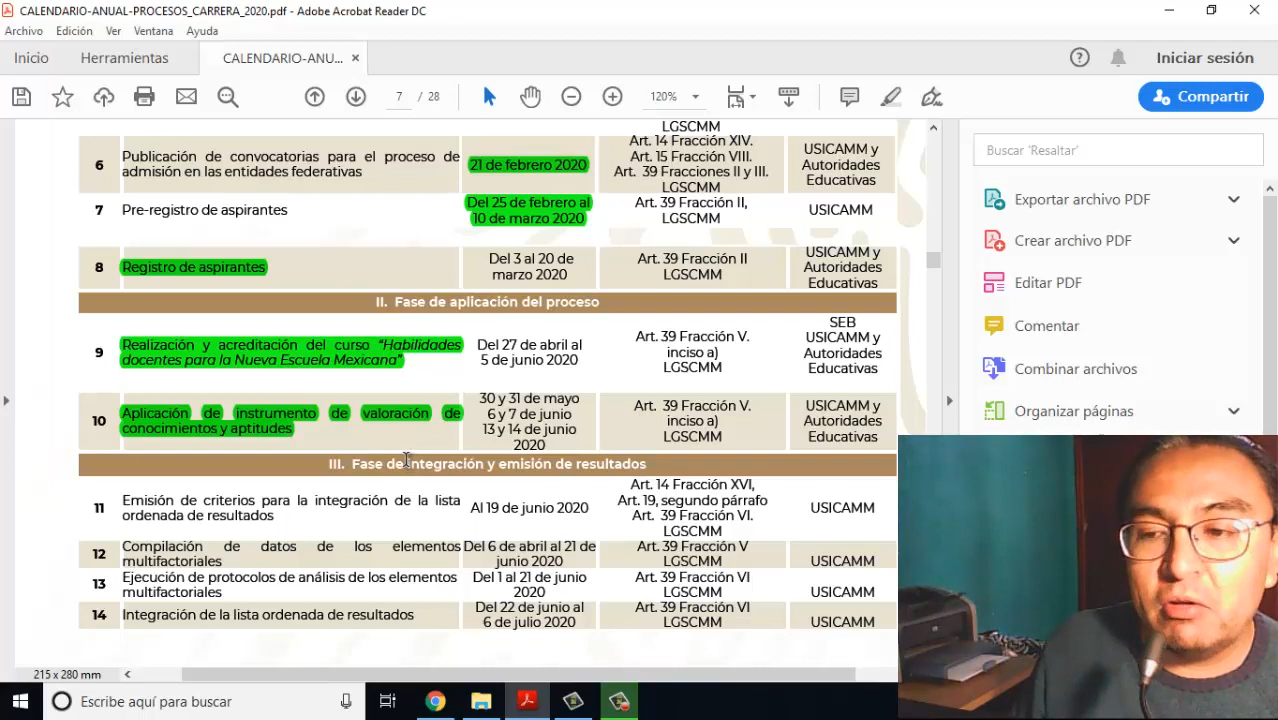 CALENDARIO-ANUAL-PROCESOS_CARRERA_2020.pdf - Adobe Acrobat Reader DC
Archivo Edición Ver Ventana Ayuda
Inicio Herramientas CALENDARIO-ANU... × Iniciar sesión
7 / 28 120% Compartir
LGSCMM
6 Publicación de convocatorias para el proceso de
admisión en las entidades federativas
21 de febrero 2020
Art. 14 Fracción XIV.
Art. 15 Fracción VIII.
Art. 39 Fracciones II y III.
LGSCMM
USICAMM y
Autoridades
Educativas
7 Pre-registro de aspirantes
Del 25 de febrero al
10 de marzo 2020
Art. 39 Fracción II,
LGSCMM
USICAMM
8 Registro de aspirantes
Del 3 al 20 de
marzo 2020
Art. 39 Fracción II
LGSCMM
USICAMM y
Autoridades
Educativas
II. Fase de aplicación del proceso
9 Realización y acreditación del curso “Habilidades
docentes para la Nueva Escuela Mexicana”
Del 27 de abril al
5 de junio 2020
Art. 39 Fracción V.
inciso a)
LGSCMM
SEB
USICAMM y
Autoridades
Educativas
10 Aplicación de instrumento de valoración de
conocimientos y aptitudes
30 y 31 de mayo
6 y 7 de junio
13 y 14 de junio
2020
Art. 39 Fracción V.
inciso a)
LGSCMM
USICAMM y
Autoridades
Educativas
III. Fase de integración y emisión de resultados
11 Emisión de criterios para la integración de la lista
ordenada de resultados
Al 19 de junio 2020
Art. 14 Fracción XVI,
Art. 19, segundo párrafo
Art. 39 Fracción VI.
LGSCMM
USICAMM
12 Compilación de datos de los elementos
multifactoriales
Del 6 de abril al 21 de
junio 2020
Art. 39 Fracción V
LGSCMM
USICAMM
13 Ejecución de protocolos de análisis de los elementos
multifactoriales
Del 1 al 21 de junio
2020
Art. 39 Fracción VI
LGSCMM
USICAMM
14 Integración de la lista ordenada de resultados
Del 22 de junio al
6 de julio 2020
Art. 39 Fracción VI
LGSCMM
USICAMM
Buscar 'Resaltar'
Exportar archivo PDF
Crear archivo PDF
Editar PDF
Comentar
Combinar archivos
Organizar páginas
215 x 280 mm
Escribe aquí para buscar